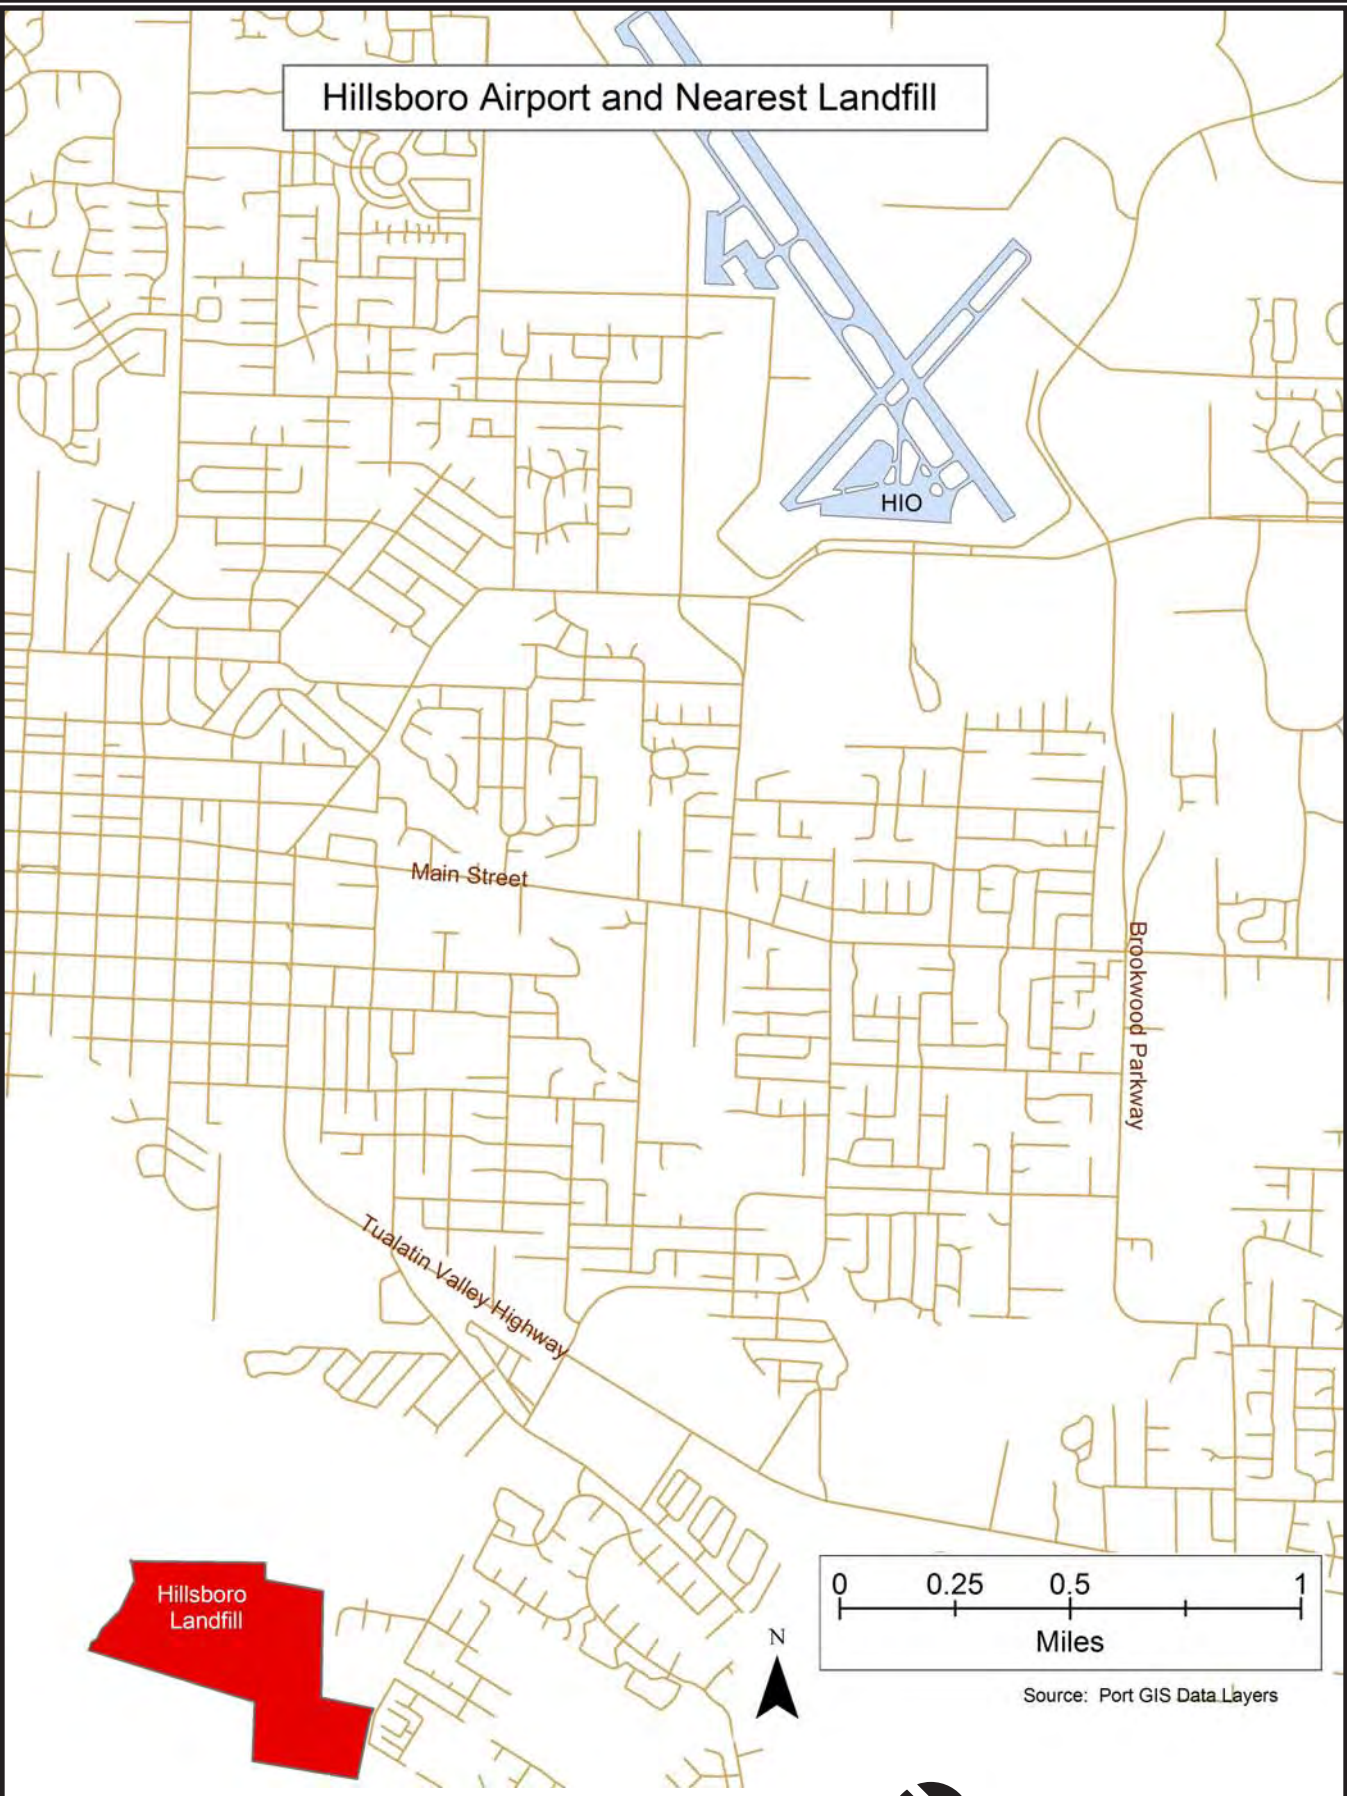 Hillsboro Airport and Nearest Landfill
HIO
Main Street
Brookwood Parkway
Tualatin Valley Highway
Hillsboro
Landfill
0 0.25 0.5 1
Miles
N
Source: Port GIS Data Layers